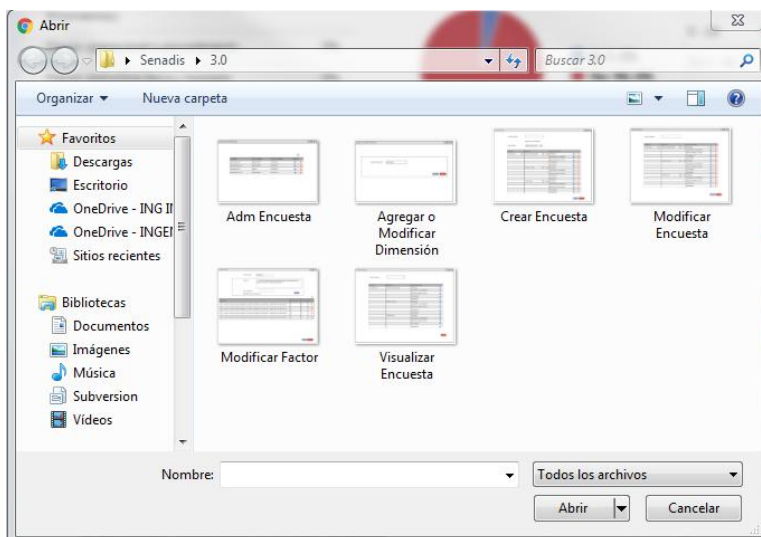 Abrir
Senadis
3.0
Buscar 3.0
Organizar
Nueva carpeta
Favoritos
Descargas
Escritorio
OneDrive - ING
OneDrive -
Sitios recientes
Bibliotecas
Documentos
Imágenes
Música
Subversion
Vídeos
Adm Encuesta
Agregar o
Modificar
Dimensión
Crear Encuesta
Modificar
Encuesta
Modificar Factor
Visualizar
Encuesta
Nombre:
Todos los archivos
Abrir
Cancelar